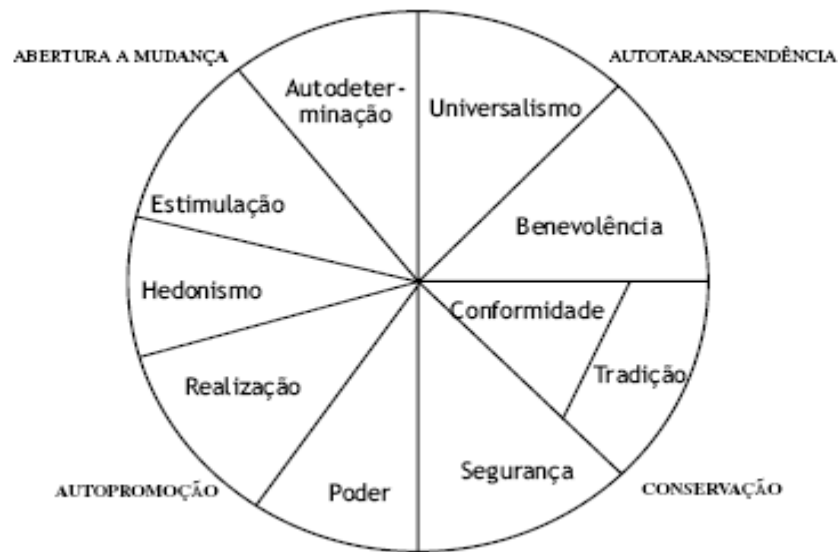 ABERTURA A MUDANÇA
AUTOTARANSCENDÊNCIA
Autodeter-
minação
Universalismo
Estimulação
Benevolência
Hedonismo
Conformidade
Realização
Tradição
Segurança
Poder
AUTOPROMOÇÃO
CONSERVAÇÃO